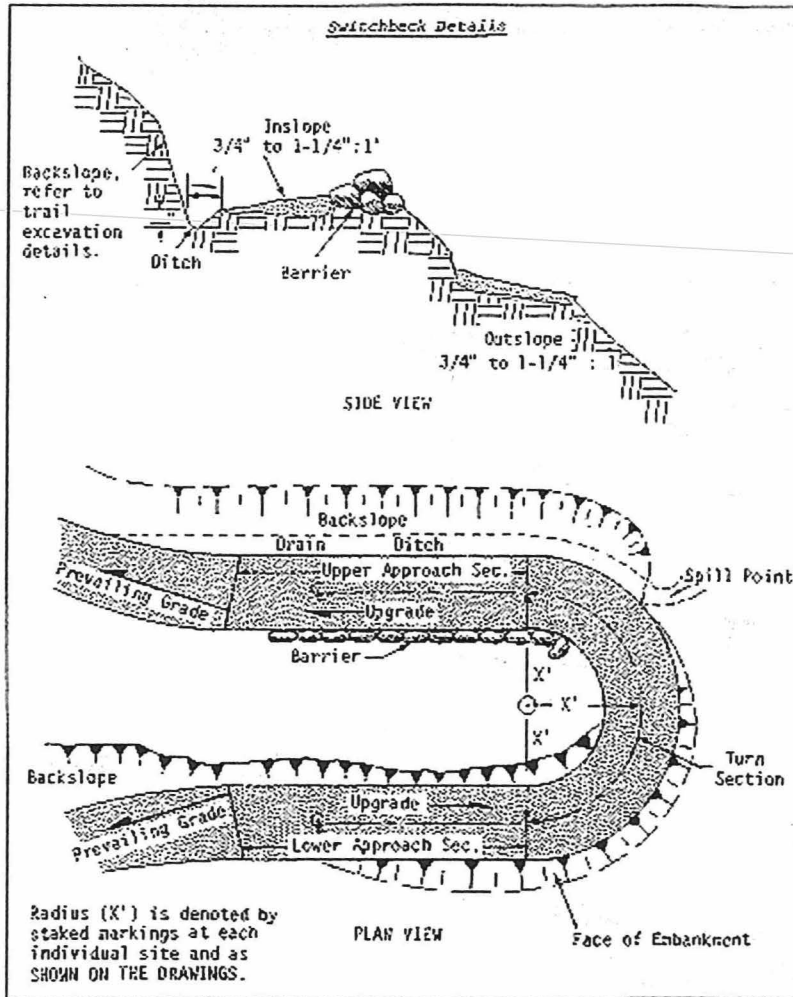 Switchback Details
Inslope
3/4" to 1-1/4":1'
Backslope,
refer to
trail
excavation
details.
Ditch
Barrier
Outslope
3/4" to 1-1/4" : 1'
SIDE VIEW
Backslope
Drain Ditch
Upper Approach Sec.
Spill Point
Prevailing Grade
Upgrade
Barrier
X'
X'
X'
Turn
Section
Backslope
Upgrade
Prevailing Grade
Lower Approach Sec.
Radius (X') is denoted by
staked markings at each
individual site and as
SHOWN ON THE DRAWINGS.
PLAN VIEW
Face of Embankment